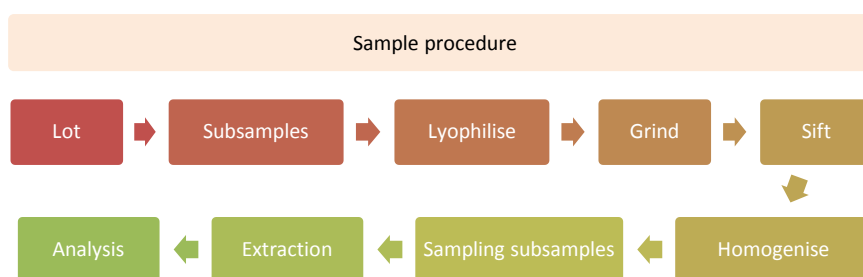 Sample procedure
Lot
Subsamples
Lyophilise
Grind
Sift
Homogenise
Sampling subsamples
Extraction
Analysis